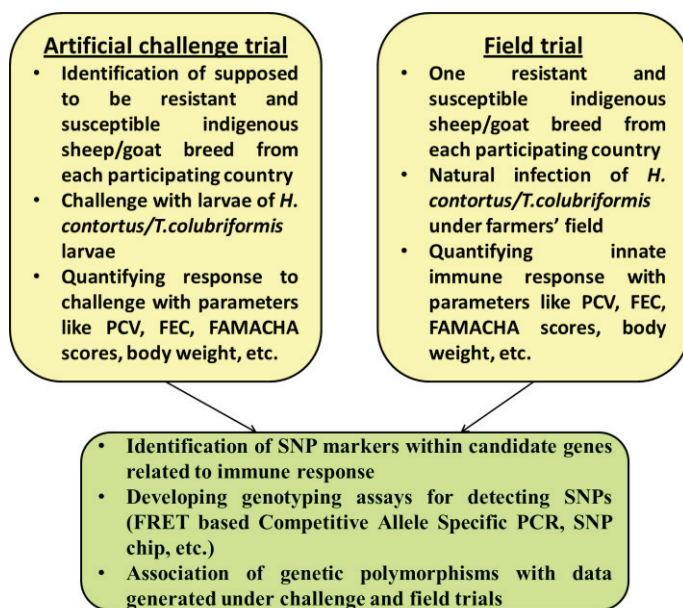 Artificial challenge trial
• Identification of supposed
to be resistant and
susceptible indigenous
sheep/goat breed from
each participating country
• Challenge with larvae of H.
contortus/T.colubriformis
larvae
• Quantifying response to
challenge with parameters
like PCV, FEC, FAMACHA
scores, body weight, etc.
Field trial
• One resistant and
susceptible indigenous
sheep/goat breed from
each participating country
• Natural infection of H.
contortus/T.colubriformis
under farmers' field
• Quantifying innate
immune response with
parameters like PCV, FEC,
FAMACHA scores, body
weight, etc.
• Identification of SNP markers within candidate genes
related to immune response
• Developing genotyping assays for detecting SNPs
(FRET based Competitive Allele Specific PCR, SNP
chip, etc.)
• Association of genetic polymorphisms with data
generated under challenge and field trials